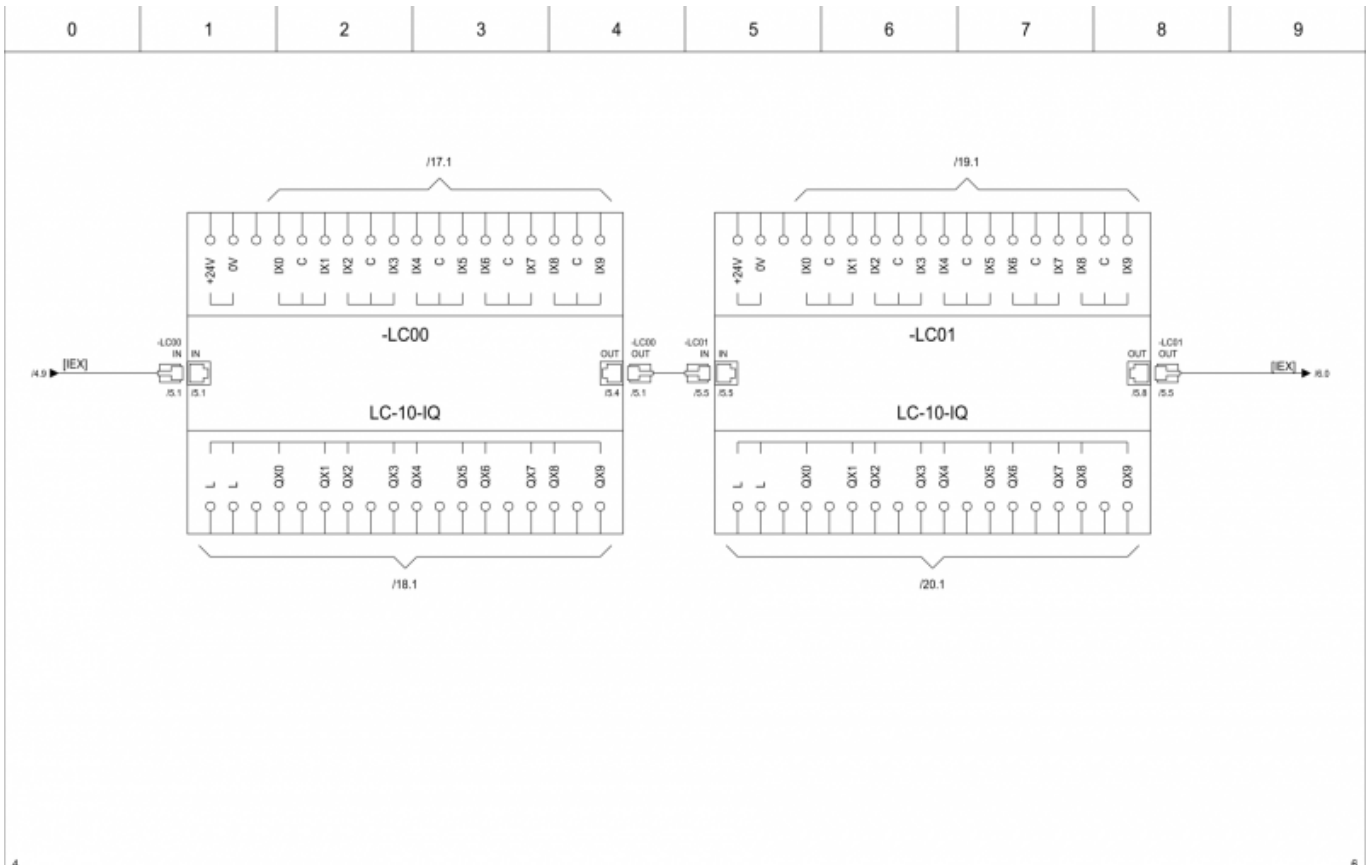 0 1 2 3 4 5 6 7 8 9
/17.1 /19.1
+24V 0V IX0 C IX1 IX2 C IX3 IX4 C IX5 IX6 C IX7 IX8 C IX9
+24V 0V IX0 C IX1 IX2 C IX3 IX4 C IX5 IX6 C IX7 IX8 C IX9
-LC00 -LC01
-LC00 -LC00 -LC01 -LC01
IN IN OUT OUT IN IN OUT OUT
/4.9 [IEX] [IEX] /6.0
/5.1 /5.1 /5.4 /5.1 /5.5 /5.5 /5.8 /5.5
LC-10-IQ LC-10-IQ
L L QX0 QX1 QX2 QX3 QX4 QX5 QX6 QX7 QX8 QX9
L L QX0 QX1 QX2 QX3 QX4 QX5 QX6 QX7 QX8 QX9
/18.1 /20.1
4